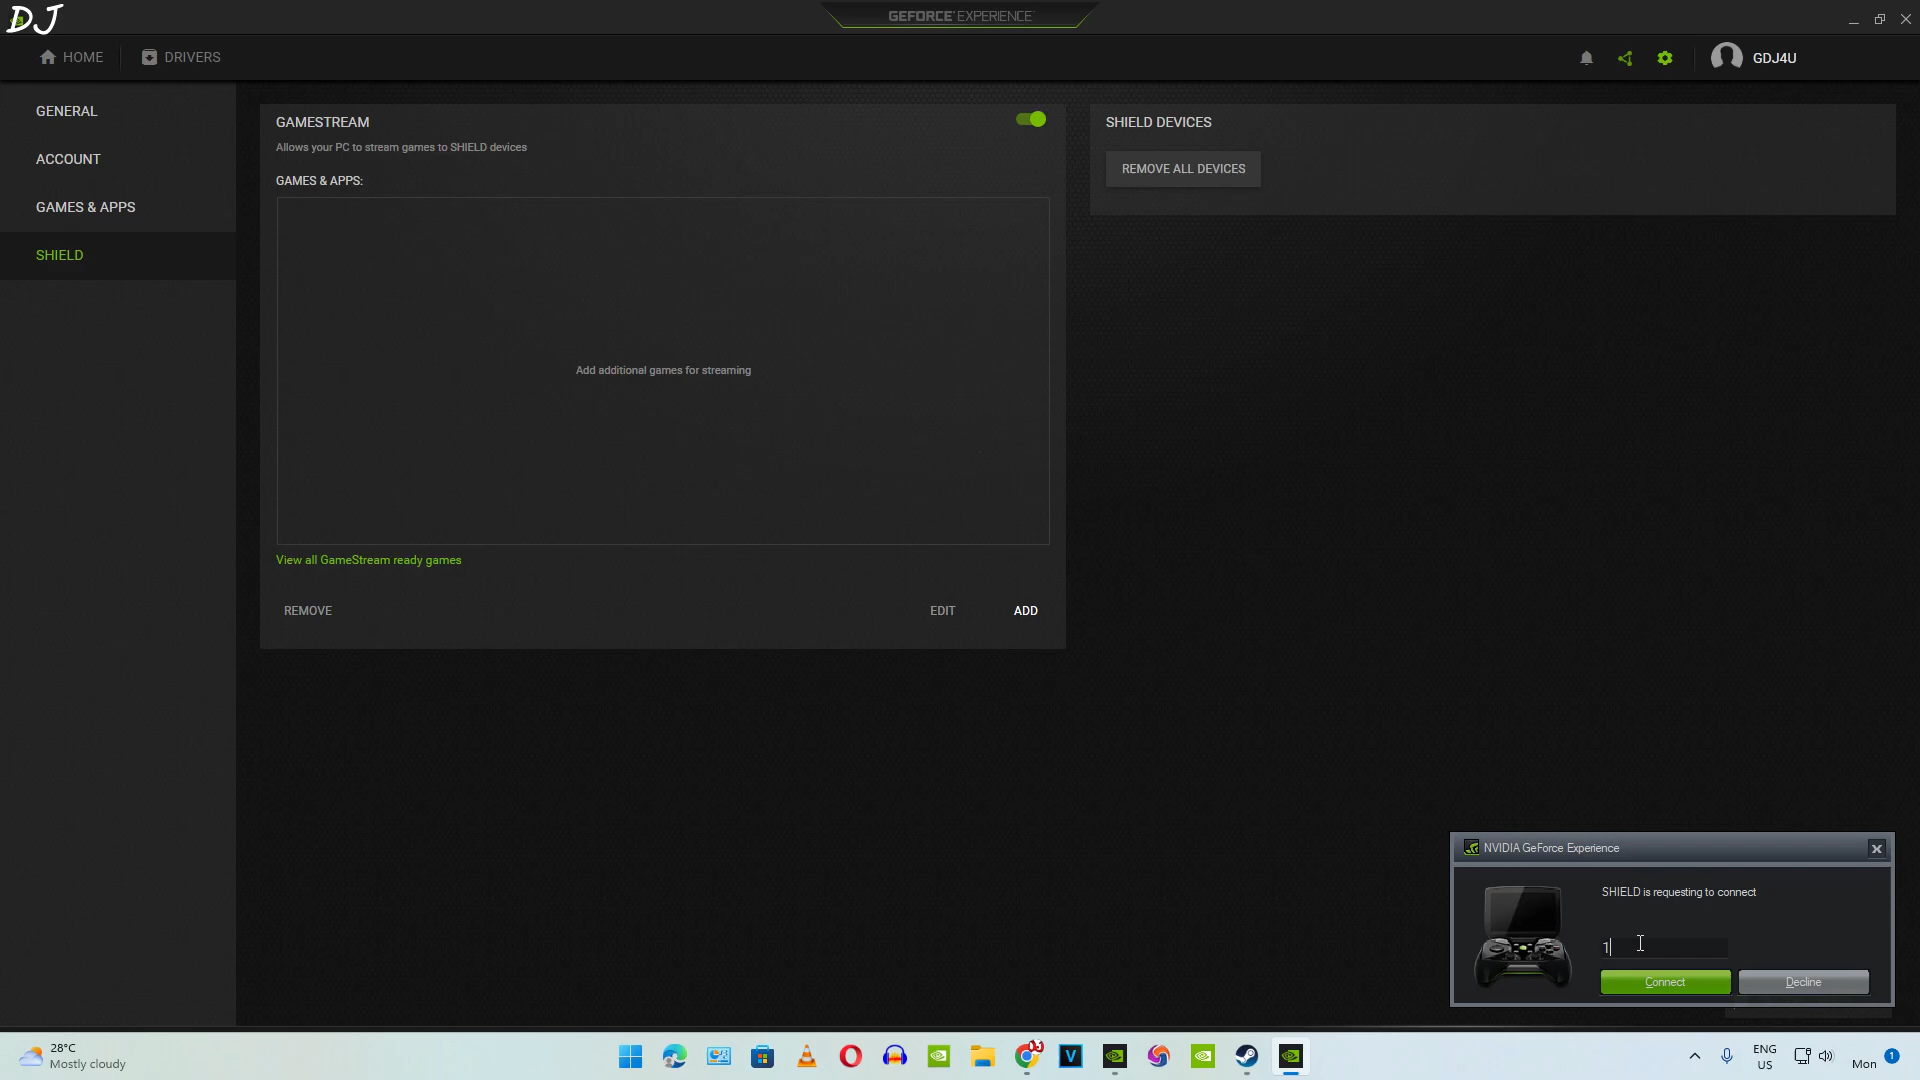 DJ
GEFORCE EXPERIENCE
HOME
DRIVERS
GDJ4U
GENERAL
ACCOUNT
GAMES & APPS
SHIELD
GAMESTREAM
Allows your PC to stream games to SHIELD devices
GAMES & APPS:
Add additional games for streaming
View all GameStream ready games
REMOVE
EDIT
ADD
SHIELD DEVICES
REMOVE ALL DEVICES
NVIDIA GeForce Experience
x
SHIELD is requesting to connect
1
Connect
Decline
28°C
Mostly cloudy
13
V
ENG
US
Mon
1